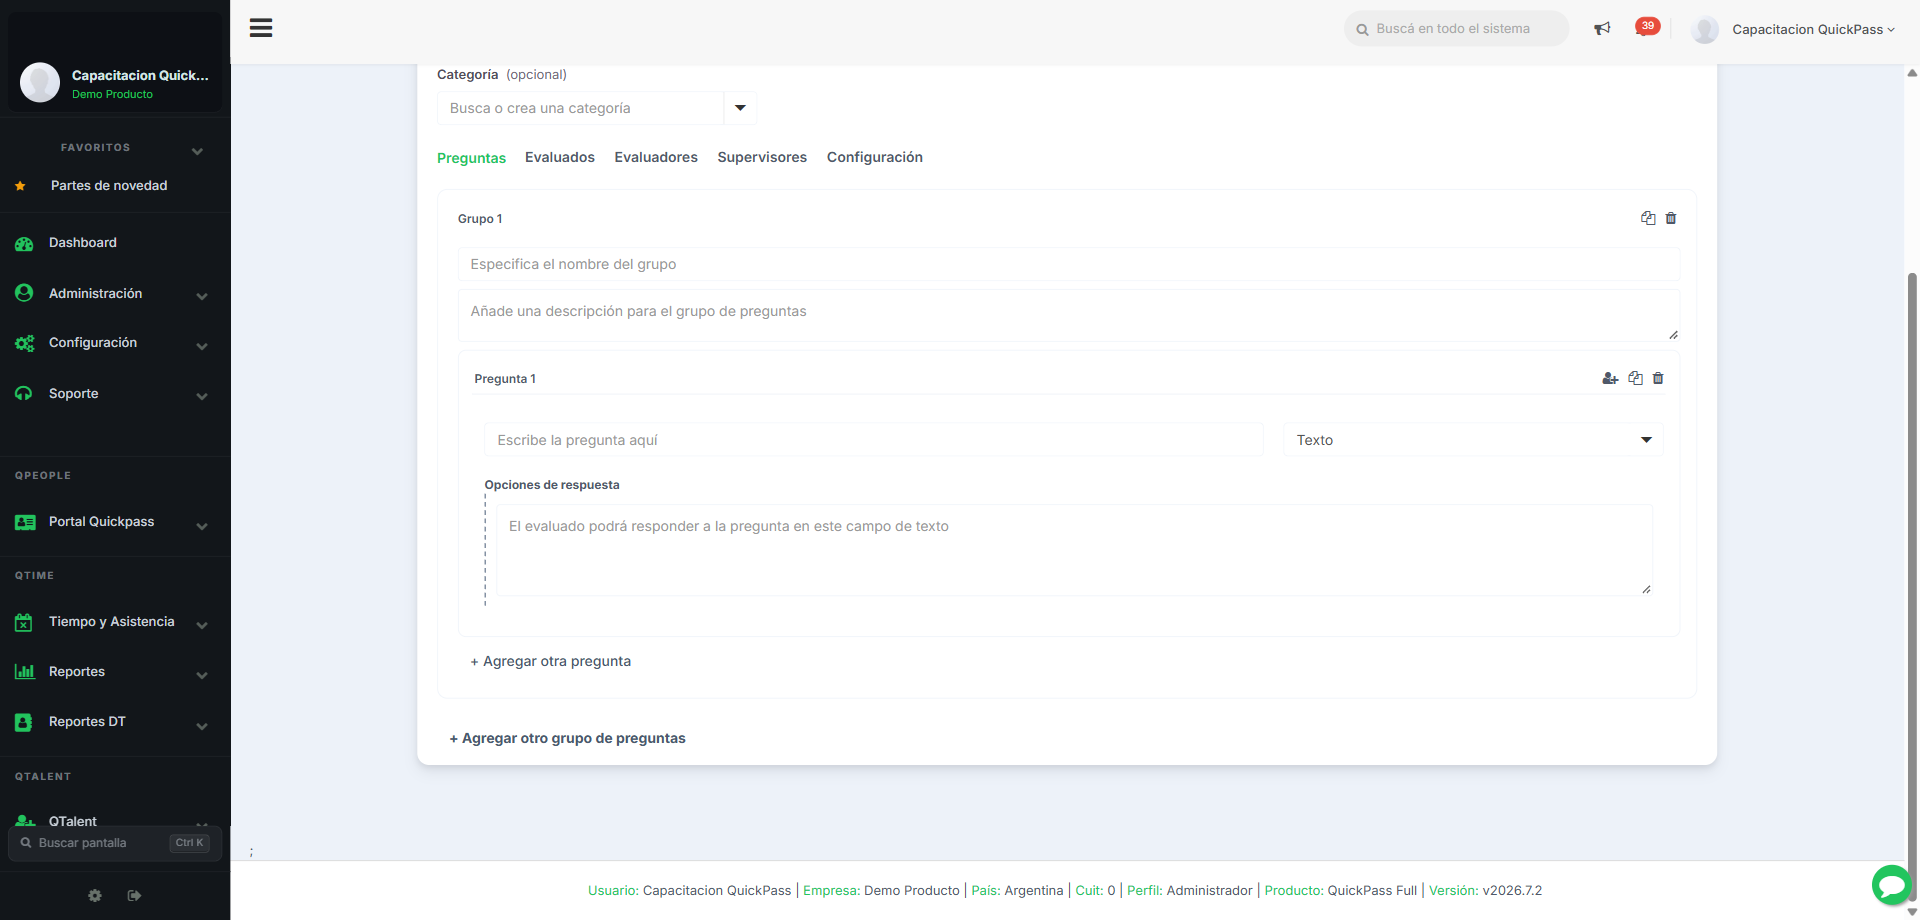 Capacitacion Quick...
Demo Producto
FAVORITOS
Partes de novedad
Dashboard
Administración
Configuración
Soporte
QPEOPLE
Portal Quickpass
QTIME
Tiempo y Asistencia
Reportes
Reportes DT
QTALENT
QTalent
Buscar pantalla
Ctrl K
Buscá en todo el sistema
39
Capacitacion QuickPass
Categoría (opcional)
Busca o crea una categoría
Preguntas Evaluados Evaluadores Supervisores Configuración
Grupo 1
Especifica el nombre del grupo
Añade una descripción para el grupo de preguntas
Pregunta 1
Escribe la pregunta aquí
Texto
Opciones de respuesta
El evaluado podrá responder a la pregunta en este campo de texto
+ Agregar otra pregunta
+ Agregar otro grupo de preguntas
;
Usuario: Capacitacion QuickPass | Empresa: Demo Producto | País: Argentina | Cuit: 0 | Perfil: Administrador | Producto: QuickPass Full | Versión: v2026.7.2